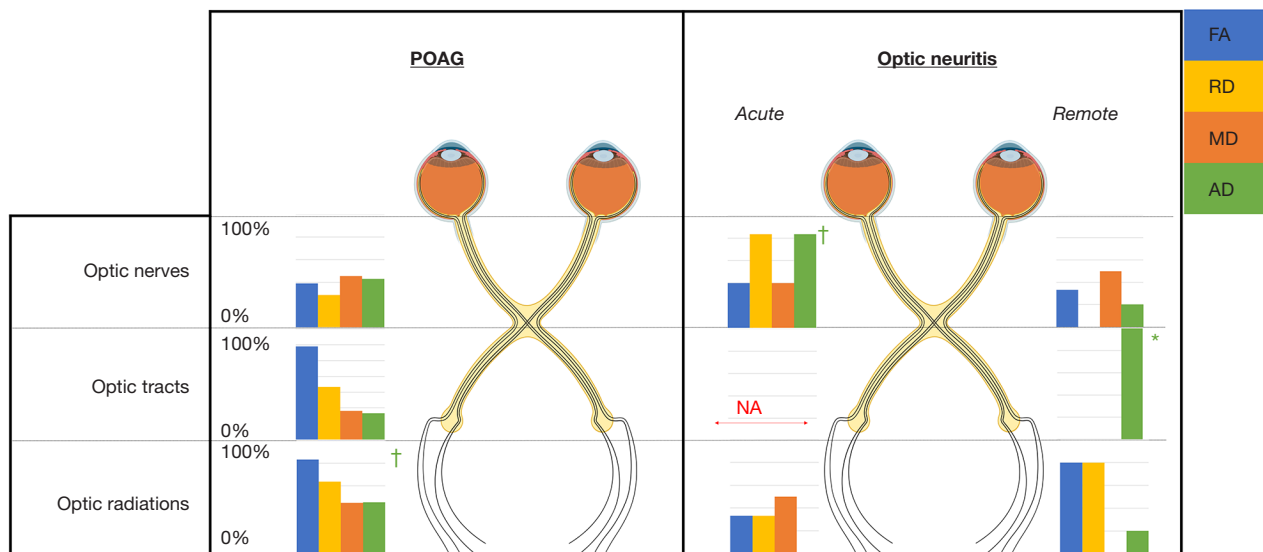 POAG
Optic neuritis
Acute
Remote
FA
RD
MD
AD
Optic nerves
100%
0%
†
Optic tracts
100%
0%
NA
*
Optic radiations
100%
0%
†